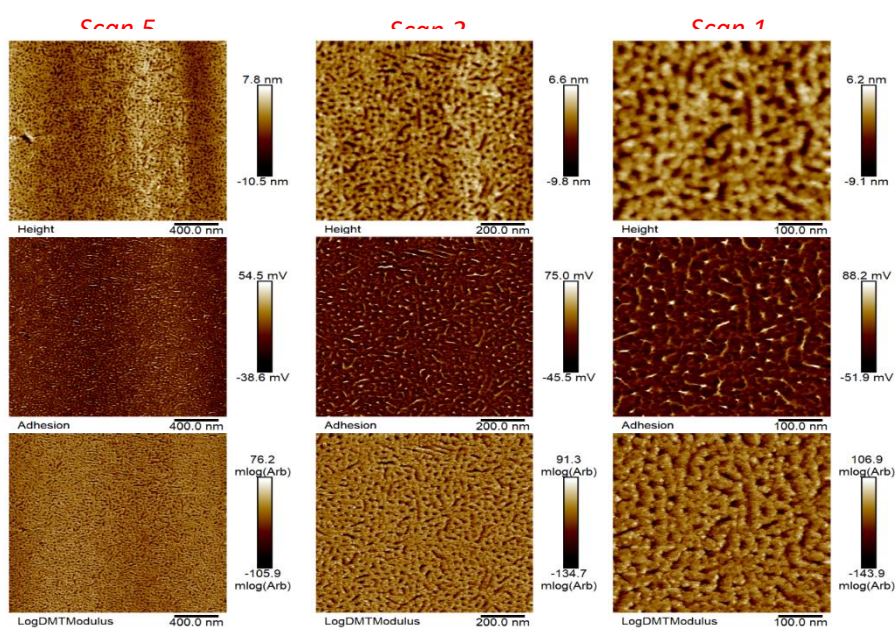 Scan 5 Scan 2 Scan 1
7.8 nm 6.6 nm 6.2 nm
-10.5 nm -9.8 nm -9.1 nm
Height 400.0 nm Height 200.0 nm Height 100.0 nm
54.5 mV 75.0 mV 88.2 mV
-38.6 mV -45.5 mV -51.9 mV
Adhesion 400.0 nm Adhesion 200.0 nm Adhesion 100.0 nm
76.2 91.3 106.9
mlog(Arb) mlog(Arb) mlog(Arb)
-105.9 -134.7 -143.9
mlog(Arb) mlog(Arb) mlog(Arb)
LogDMTModulus 400.0 nm LogDMTModulus 200.0 nm LogDMTModulus 100.0 nm